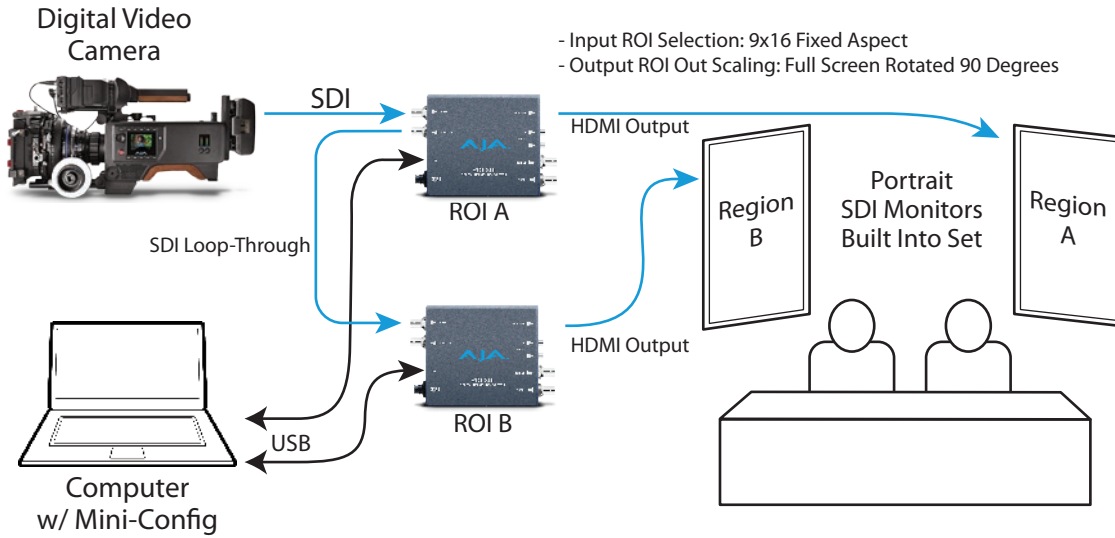 Digital Video
Camera
- Input ROI Selection: 9x16 Fixed Aspect
- Output ROI Out Scaling: Full Screen Rotated 90 Degrees
SDI
HDMI Output
AJA
ROI A
Region
B
Portrait
SDI Monitors
Built Into Set
Region
A
SDI Loop-Through
AJA
HDMI Output
ROI B
USB
Computer
w/ Mini-Config